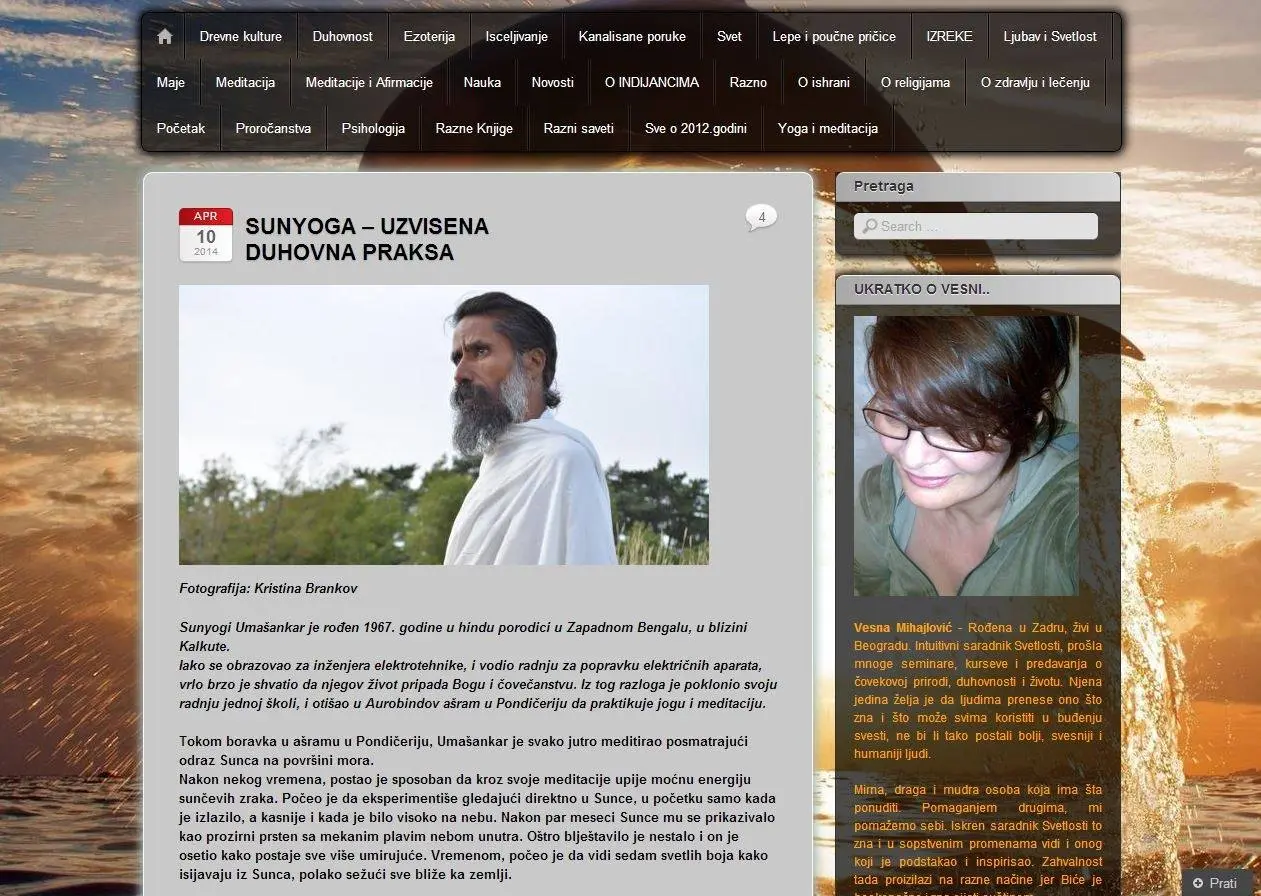 Drevne kulture Duhovnost Ezoterija Isceljivanje Kanalisane poruke Svet Lepe i poučne pričice IZREKE Ljubav i Svetlost
Maje Meditacija Meditacije i Afirmacije Nauka Novosti O INDIJANCIMA Razno O ishrani O religijama O zdravlju i lečenju
Početak Proročanstva Psihologija Razne Knjige Razni saveti Sve o 2012.godini Yoga i meditacija
APR
10
2014
SUNYOGA – UZVISENA
DUHOVNA PRAKSA
4
Fotografija: Kristina Brankov
Sunyogi Umašankar je rođen 1967. godine u hindu porodici u Zapadnom Bengalu, u blizini
Kalkute.
Iako se obrazovao za inženjera elektrotehnike, i vodio radnju za popravku električnih aparata,
vrlo brzo je shvatio da njegov život pripada Bogu i čovečanstvu. Iz tog razloga je poklonio svoju
radnju jednoj školi, i otišao u Aurobindov ašram u Pondičeriju da praktikuje jogu i meditaciju.
Tokom boravka u ašramu u Pondičeriju, Umašankar je svako jutro meditirao posmatrajući
odraz Sunca na površini mora.
Nakon nekog vremena, postao je sposoban da kroz svoje meditacije upije moćnu energiju
sunčevih zraka. Počeo je da eksperimentiše gledajući direktno u Sunce, u početku samo kada
je izlazilo, a kasnije i kada je bilo visoko na nebu. Nakon par meseci Sunce mu se prikazivalo
kao prozirni prsten sa mekanim plavim nebom unutra. Oštro blještavilo je nestalo i on je
osetio kako postaje sve više umirujuće. Vremenom, počeo je da vidi sedam svetlih boja kako
isijavaju iz Sunca, polako sežući sve bliže ka zemlji.
Pretraga
Search …
UKRATKO O VESNI..
Vesna Mihajlović - Rođena u Zadru, živi u
Beogradu. Intuitivni saradnik Svetlosti, prošla
mnoge seminare, kurseve i predavanja o
čovekovoj prirodi, duhovnosti i životu. Njena
jedina želja je da ljudima prenese ono što
zna i što može svima koristiti u buđenju
svesti, ne bi li tako postali bolji, svesniji i
humaniji ljudi.
Mirna, draga i mudra osoba koja ima šta
ponuditi. Pomaganjem drugima, mi
pomažemo sebi. Iskren saradnik Svetlosti to
zna i u sopstvenim promenama vidi i onog
koji je podstakao i inspirisao. Zahvalnost
tada proizilazi na razne načine jer Biće je
Prati